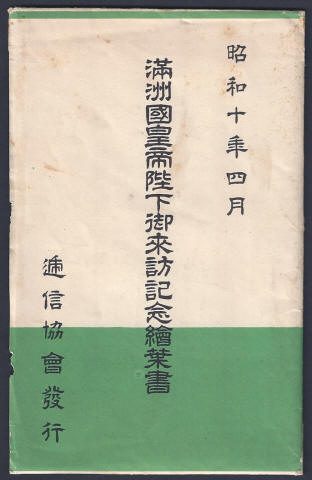 昭和十年四月
滿洲國皇帝陛下御來訪記念繪葉書
遞信協會發行